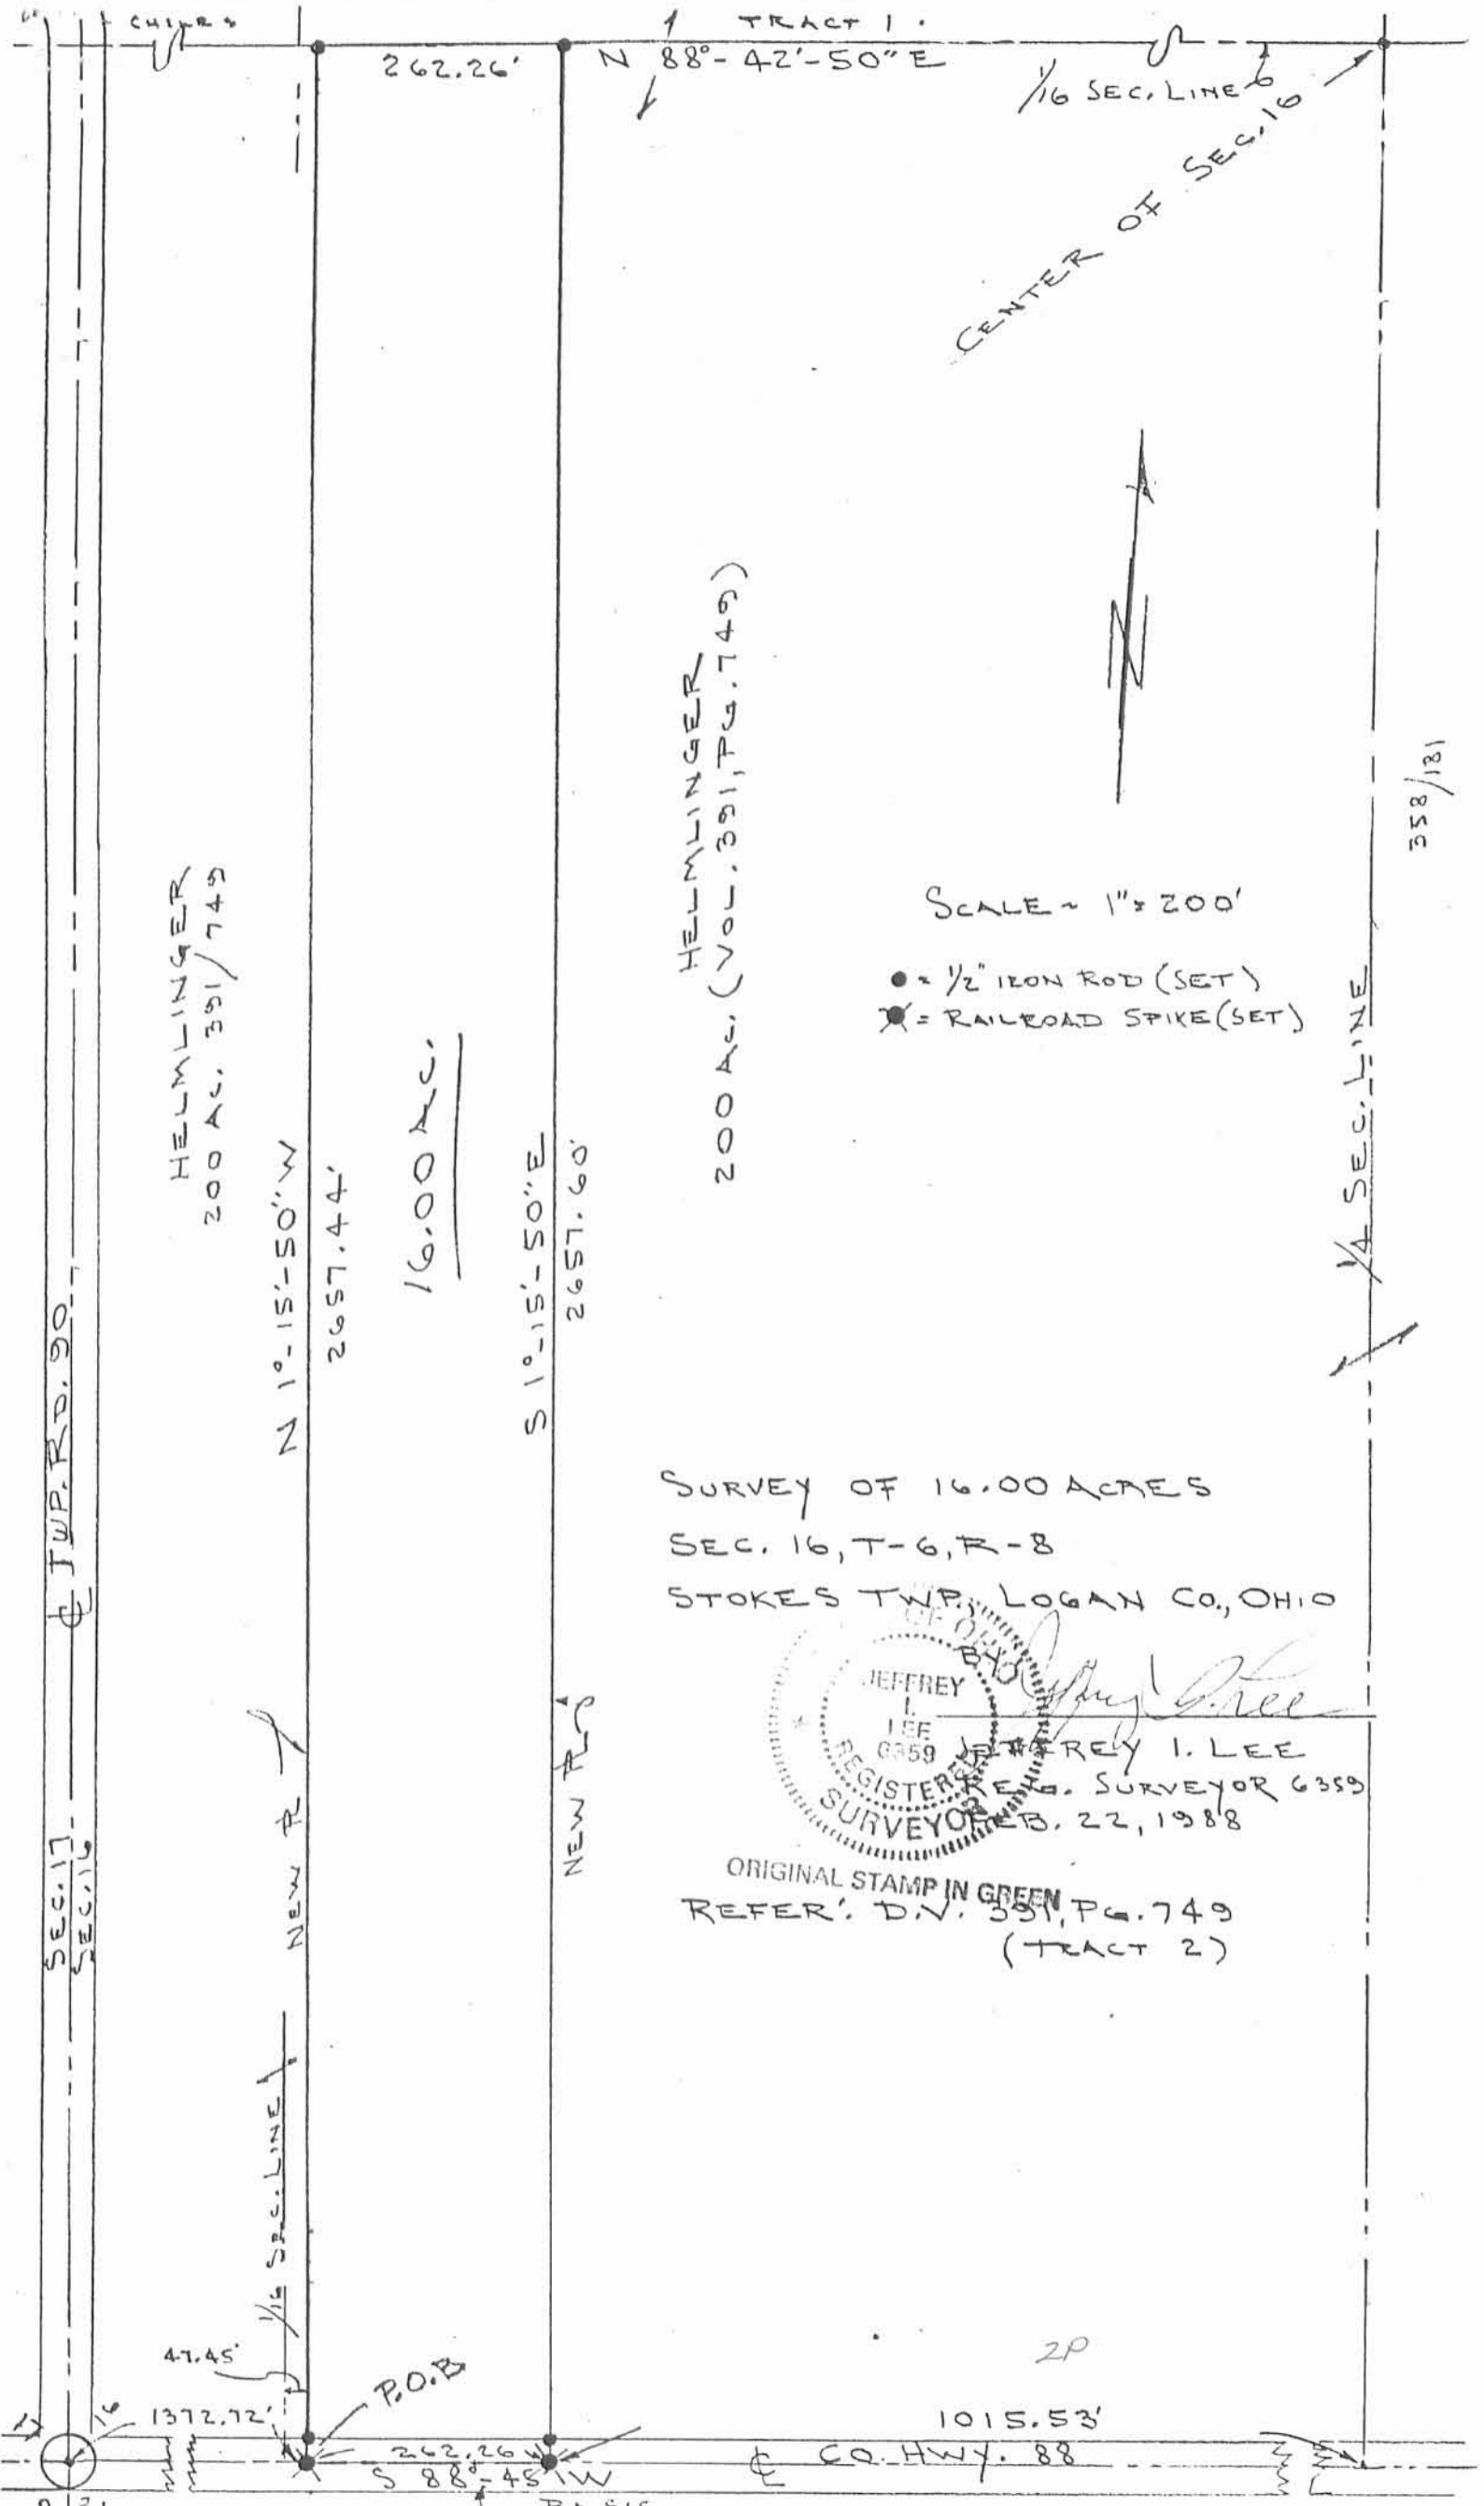 TRACT 1.
262.26'
N 88°-42'-50" E
1/16 SEC. LINE
CENTER OF SEC. 16
HELMLINGER
200 AC. 391/749
HELMLINGER
200 AC. (VOL. 391, PG. 749)
358/181
SCALE ~ 1" = 200'
● = 1/2" IRON ROD (SET)
= RAILROAD SPIKE (SET)
16.00 AC.
N 1°-15'-50" W
2657.44'
S 1°-15'-50" E
2657.60'
1/4 SEC. LINE
℄ TWP. RD. 90
SEC. 17
SEC. 16
NEW
NEW
SURVEY OF 16.00 ACRES
SEC. 16, T-6, R-8
STOKES TWP., LOGAN CO., OHIO
BY
JEFFREY
I.
LEE
6359
REGISTERED
SURVEYOR
JEFFREY I. LEE
REG. SURVEYOR 6359
FEB. 22, 1988
ORIGINAL STAMP IN GREEN
REFER: D.V. 391, PG. 749
(TRACT 2)
1/16 SEC. LINE
47.45'
P.O.B
2P
17
16
1372.72'
1015.53'
262.26
℄ CO. HWY. 88
S 88°-45' W